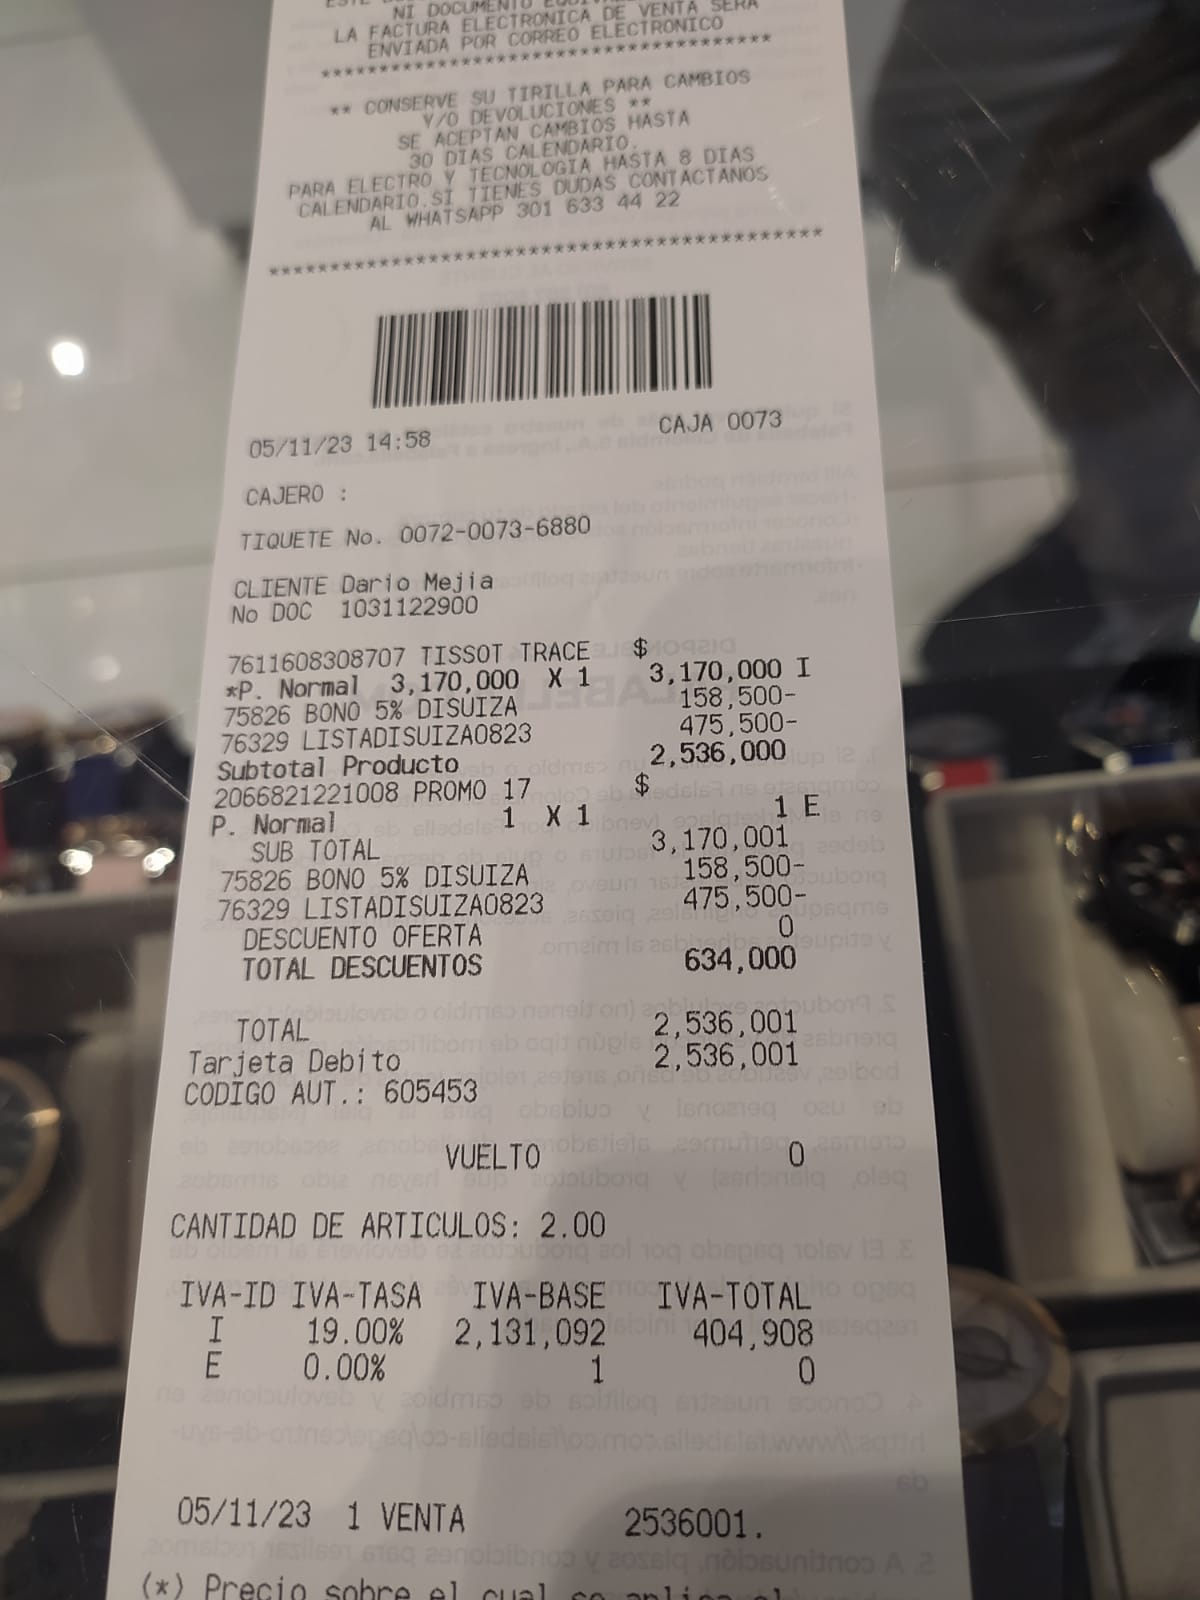 NI DOCUMENTO
LA FACTURA ELECTRONICA DE VENTA SERA
ENVIADA POR CORREO ELECTRONICO
****************************************
** CONSERVE SU TIRILLA PARA CAMBIOS
Y/O DEVOLUCIONES **
SE ACEPTAN CAMBIOS HASTA
30 DIAS CALENDARIO.
PARA ELECTRO Y TECNOLOGIA HASTA 8 DIAS
CALENDARIO.SI TIENES DUDAS CONTACTANOS
AL WHATSAPP 301 633 44 22
****************************************
05/11/23 14:58 CAJA 0073
CAJERO :
TIQUETE No. 0072-0073-6880
CLIENTE Dario Mejia
No DOC 1031122900
7611608308707 TISSOT TRACE $
*P. Normal 3,170,000 X 1 3,170,000 I
75826 BONO 5% DISUIZA 158,500-
76329 LISTADISUIZA0823 475,500-
Subtotal Producto 2,536,000
2066821221008 PROMO 17 $
P. Normal 1 X 1 1 E
SUB TOTAL 3,170,001
75826 BONO 5% DISUIZA 158,500-
76329 LISTADISUIZA0823 475,500-
DESCUENTO OFERTA 0
TOTAL DESCUENTOS 634,000
TOTAL 2,536,001
Tarjeta Debito 2,536,001
CODIGO AUT.: 605453
VUELTO 0
CANTIDAD DE ARTICULOS: 2.00
IVA-ID IVA-TASA IVA-BASE IVA-TOTAL
I 19.00% 2,131,092 404,908
E 0.00% 1 0
05/11/23 1 VENTA 2536001.
(*) Precio sobre el cual se aplica el